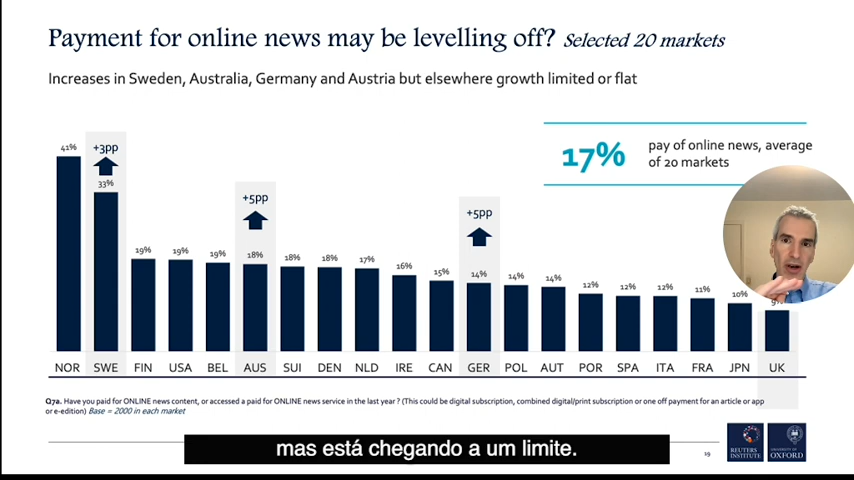 Payment for online news may be levelling off? Selected 20 markets
Increases in Sweden, Australia, Germany and Austria but elsewhere growth limited or flat
17%
pay of online news, average
of 20 markets
+3pp
+5pp
+5pp
41%
33%
19%
19%
19%
18%
18%
18%
17%
16%
15%
14%
14%
14%
12%
12%
12%
11%
10%
9%
NOR SWE FIN USA BEL AUS SUI DEN NLD IRE CAN GER POL AUT POR SPA ITA FRA JPN UK
Q7a. Have you paid for ONLINE news content, or accessed a paid for ONLINE news service in the last year ? (This could be digital subscription, combined digital/print subscription or one off payment for an article or app
or e-edition) Base = 2000 in each market
mas está chegando a um limite.
19
REUTERS
INSTITUTE
UNIVERSITY OF
OXFORD